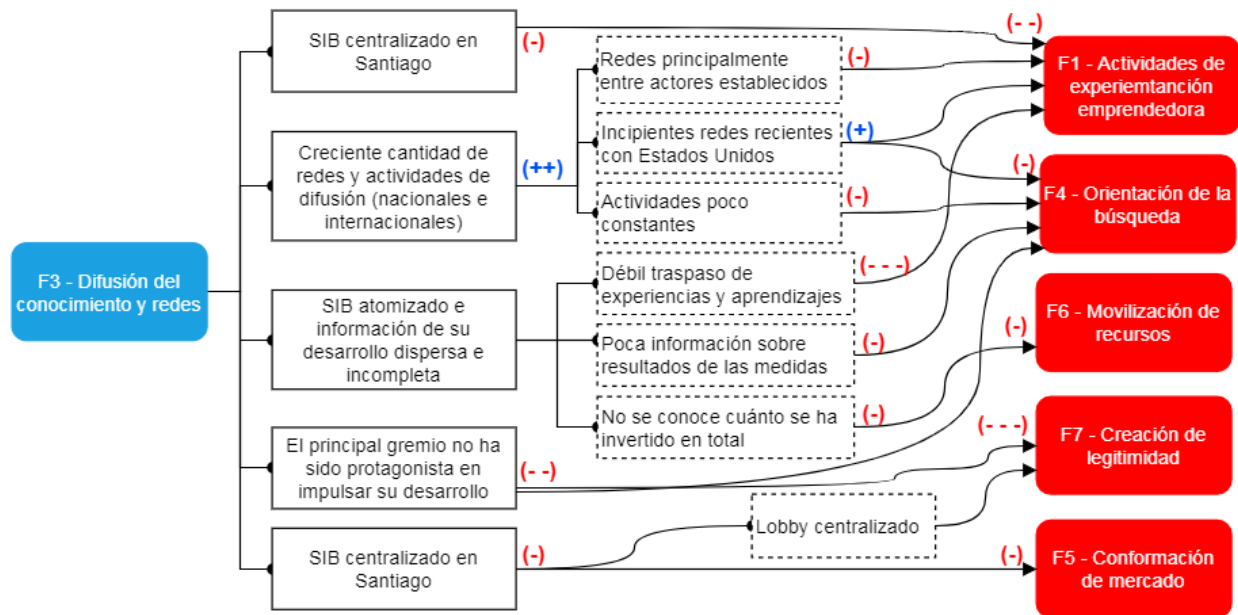 F3 - Difusión del
conocimiento y redes
SIB centralizado en
Santiago
(-)
Creciente cantidad de
redes y actividades de
difusión (nacionales e
internacionales)
(++)
SIB atomizado e
información de su
desarrollo dispersa e
incompleta
El principal gremio no ha
sido protagonista en
impulsar su desarrollo
(- -)
SIB centralizado en
Santiago
(-)
Redes principalmente
entre actores establecidos
(-)
Incipientes redes recientes
con Estados Unidos
(+)
Actividades poco
constantes
(-)
Débil traspaso de
experiencias y aprendizajes
(- - -)
Poca información sobre
resultados de las medidas
(-)
No se conoce cuánto se ha
invertido en total
(-)
Lobby centralizado
(- -)
F1 - Actividades de
experiemtanción
emprendedora
(-)
F4 - Orientación de la
búsqueda
(-)
F6 - Movilización de
recursos
(- - -)
F7 - Creación de
legitimidad
(-)
F5 - Conformación
de mercado